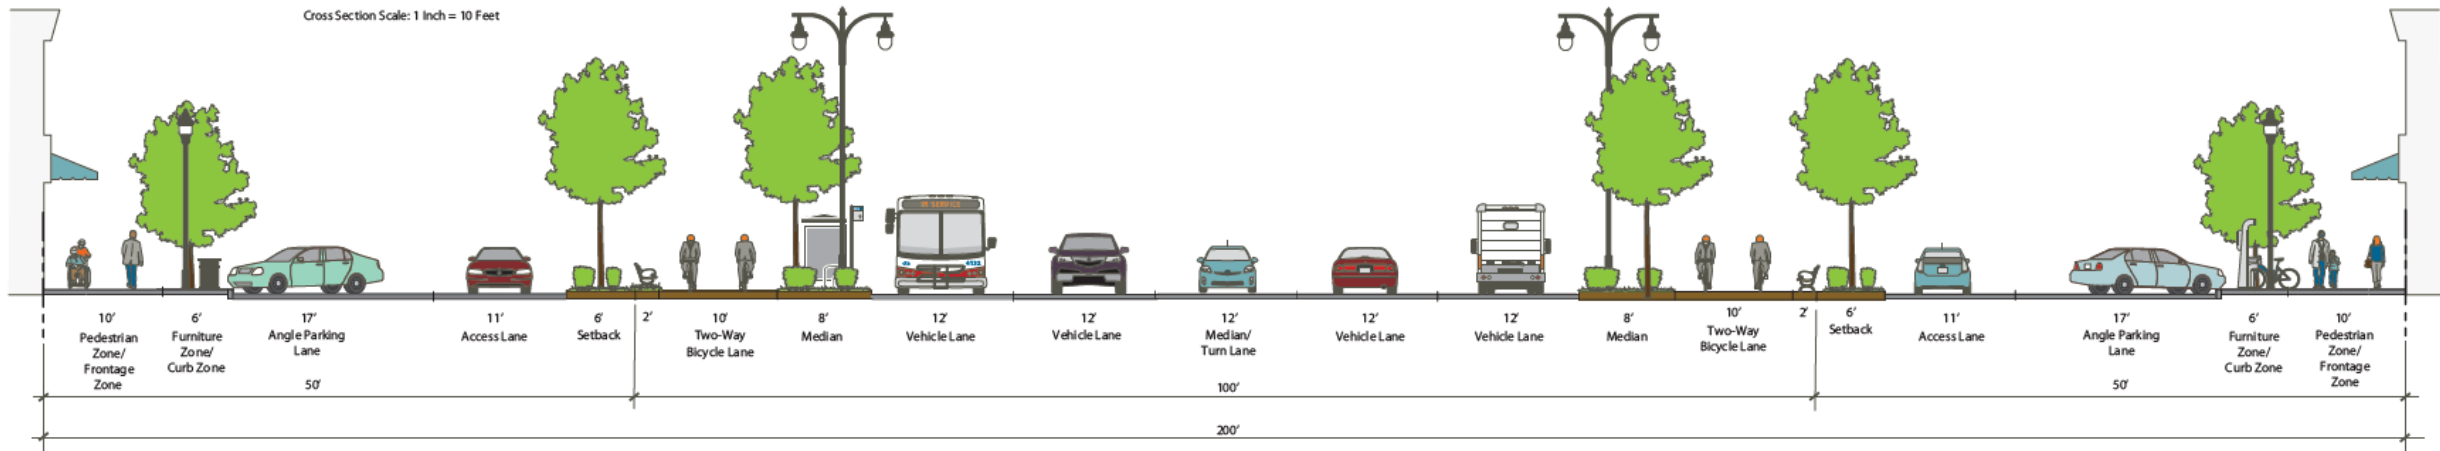 Cross Section Scale: 1 Inch = 10 Feet
10'
Pedestrian
Zone/
Frontage
Zone
6'
Furniture
Zone/
Curb Zone
17'
Angle Parking
Lane
11'
Access Lane
6'
Setback
2'
10'
Two-Way
Bicycle Lane
8'
Median
12'
Vehicle Lane
12'
Vehicle Lane
12'
Median/
Turn Lane
12'
Vehicle Lane
12'
Vehicle Lane
8'
Median
10'
Two-Way
Bicycle Lane
2'
6'
Setback
11'
Access Lane
17'
Angle Parking
Lane
6'
Furniture
Zone/
Curb Zone
10'
Pedestrian
Zone/
Frontage
Zone
50'
100'
50'
200'